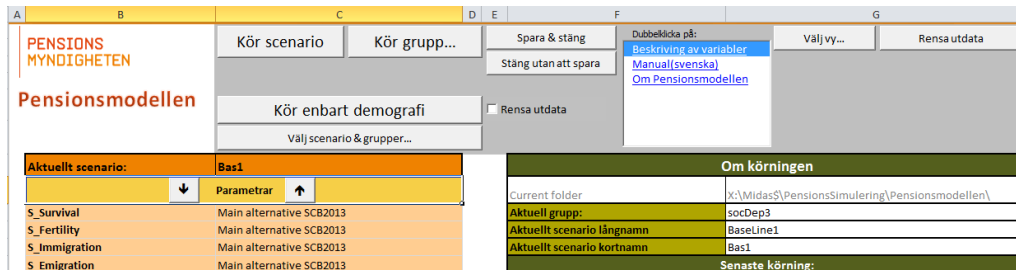 A B C D E F G
PENSIONS
MYNDIGHETEN
Pensionsmodellen
Kör scenario
Kör grupp...
Kör enbart demografi
Välj scenario & grupper...
Spara & stäng
Stäng utan att spara
Rensa utdata
Dubbelklicka på:
Beskriving av variabler
Manual(svenska)
Om Pensionsmodellen
Välj vy...
Rensa utdata
Aktuellt scenario: Bas1
Parametrar
S_Survival Main alternative SCB2013
S_Fertility Main alternative SCB2013
S_Immigration Main alternative SCB2013
S_Emigration Main alternative SCB2013
Om körningen
Current folder X:\Midas$\PensionsSimulering\Pensionsmodellen\
Aktuell grupp: socDep3
Aktuellt scenario långnamn BaseLine1
Aktuellt scenario kortnamn Bas1
Senaste körning: